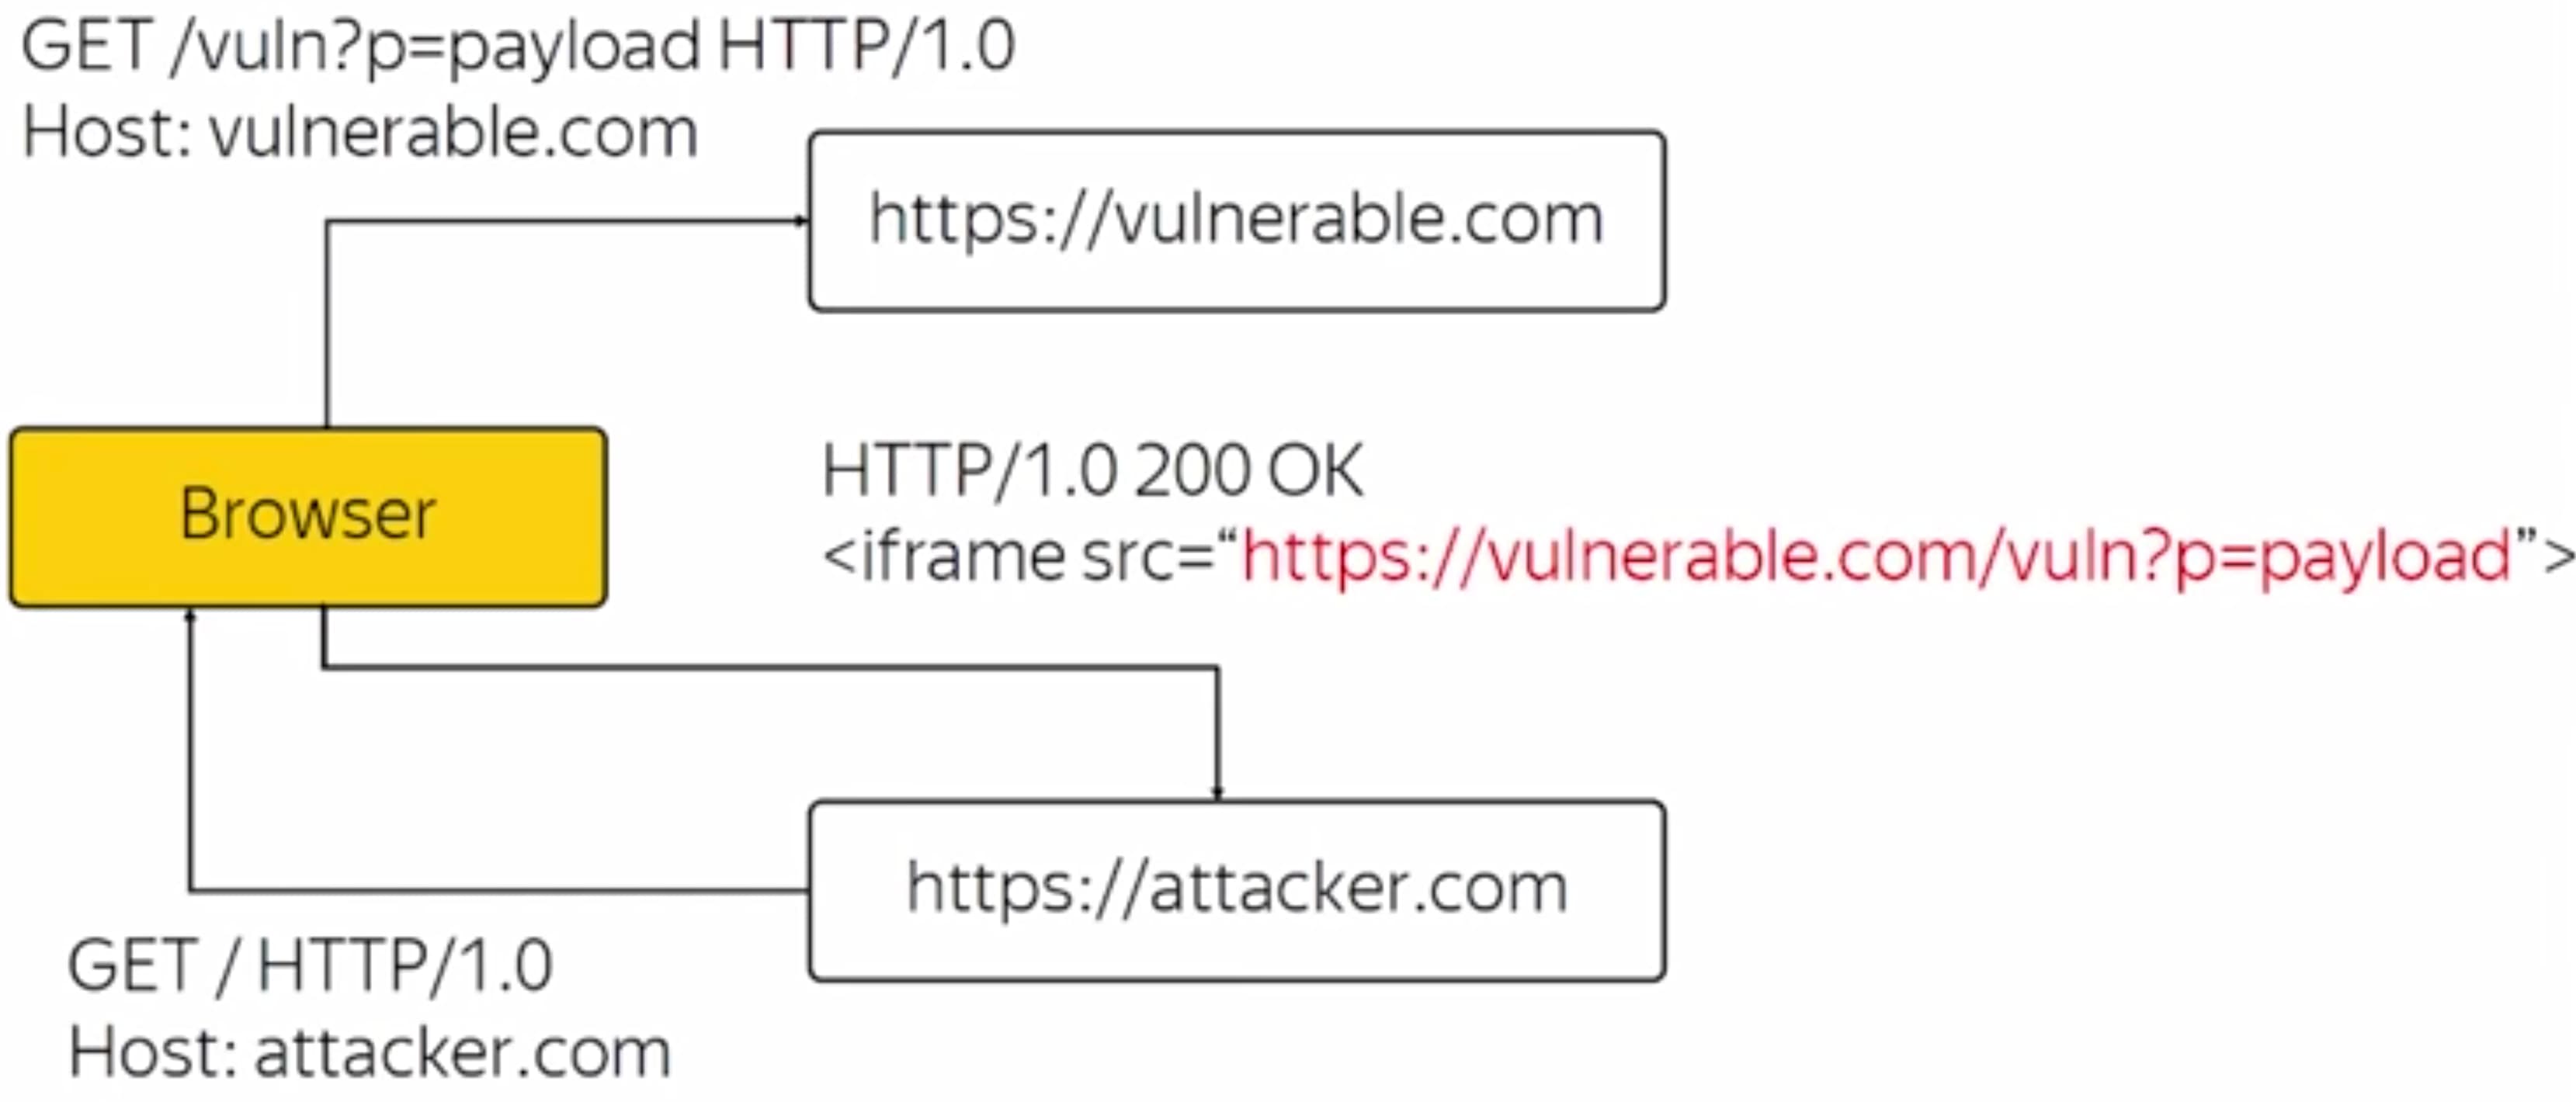 GET /vuln?p=payload HTTP/1.0
Host: vulnerable.com
https://vulnerable.com
Browser
HTTP/1.0 200 OK
<iframe src=“https://vulnerable.com/vuln?p=payload”>
https://attacker.com
GET / HTTP/1.0
Host: attacker.com